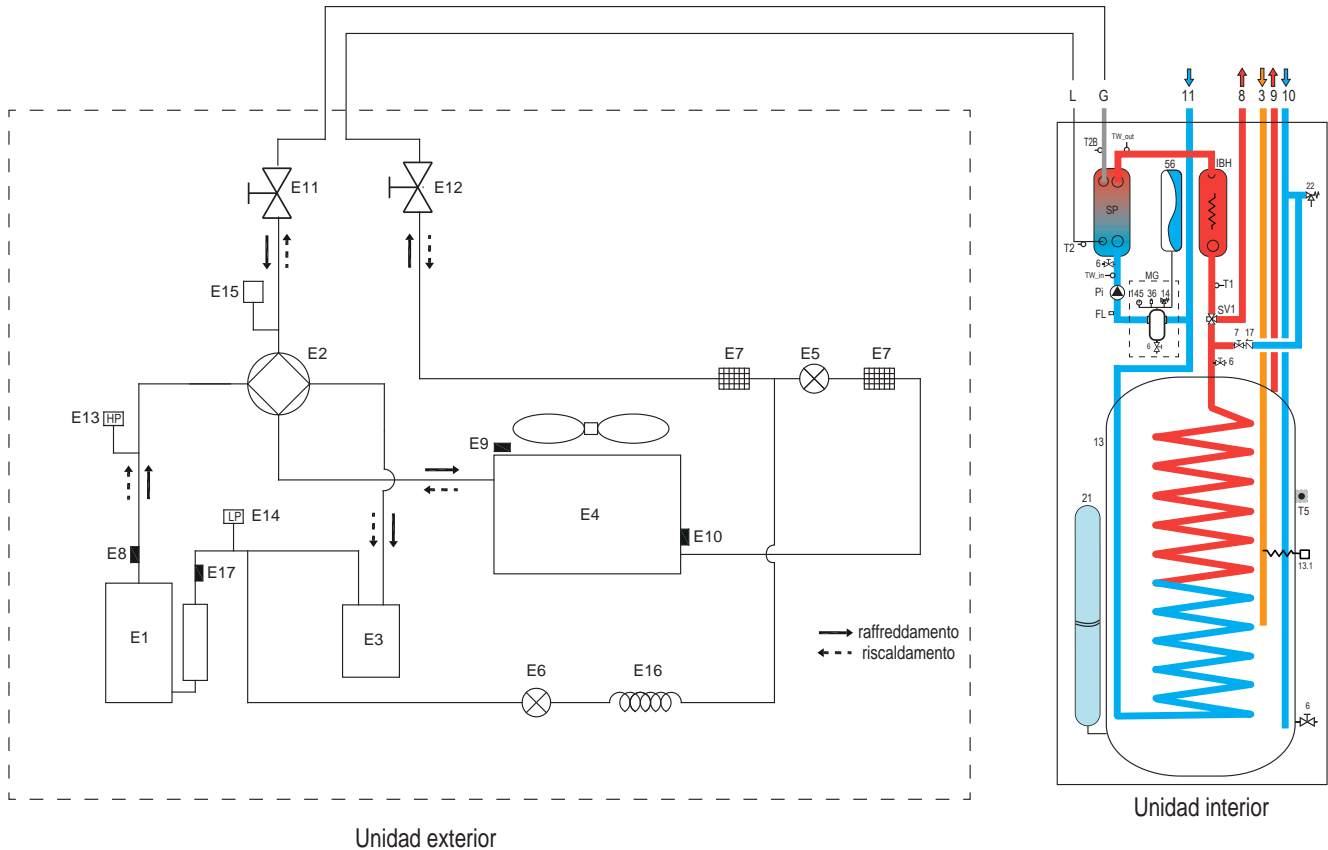 L
G
11
8
3
9
10
T2B
TW_out
56
IBH
22
SP
T2
6
TW_in
MG
Pi
145
36
14
T1
FL
SV1
6
7
17
6
13
21
T5
13.1
6
Unidad interior
E11
E12
E15
E2
E7
E5
E7
E13
HP
E9
E4
E10
LP
E14
E8
E17
E1
E3
raffreddamento
riscaldamento
E6
E16
Unidad exterior